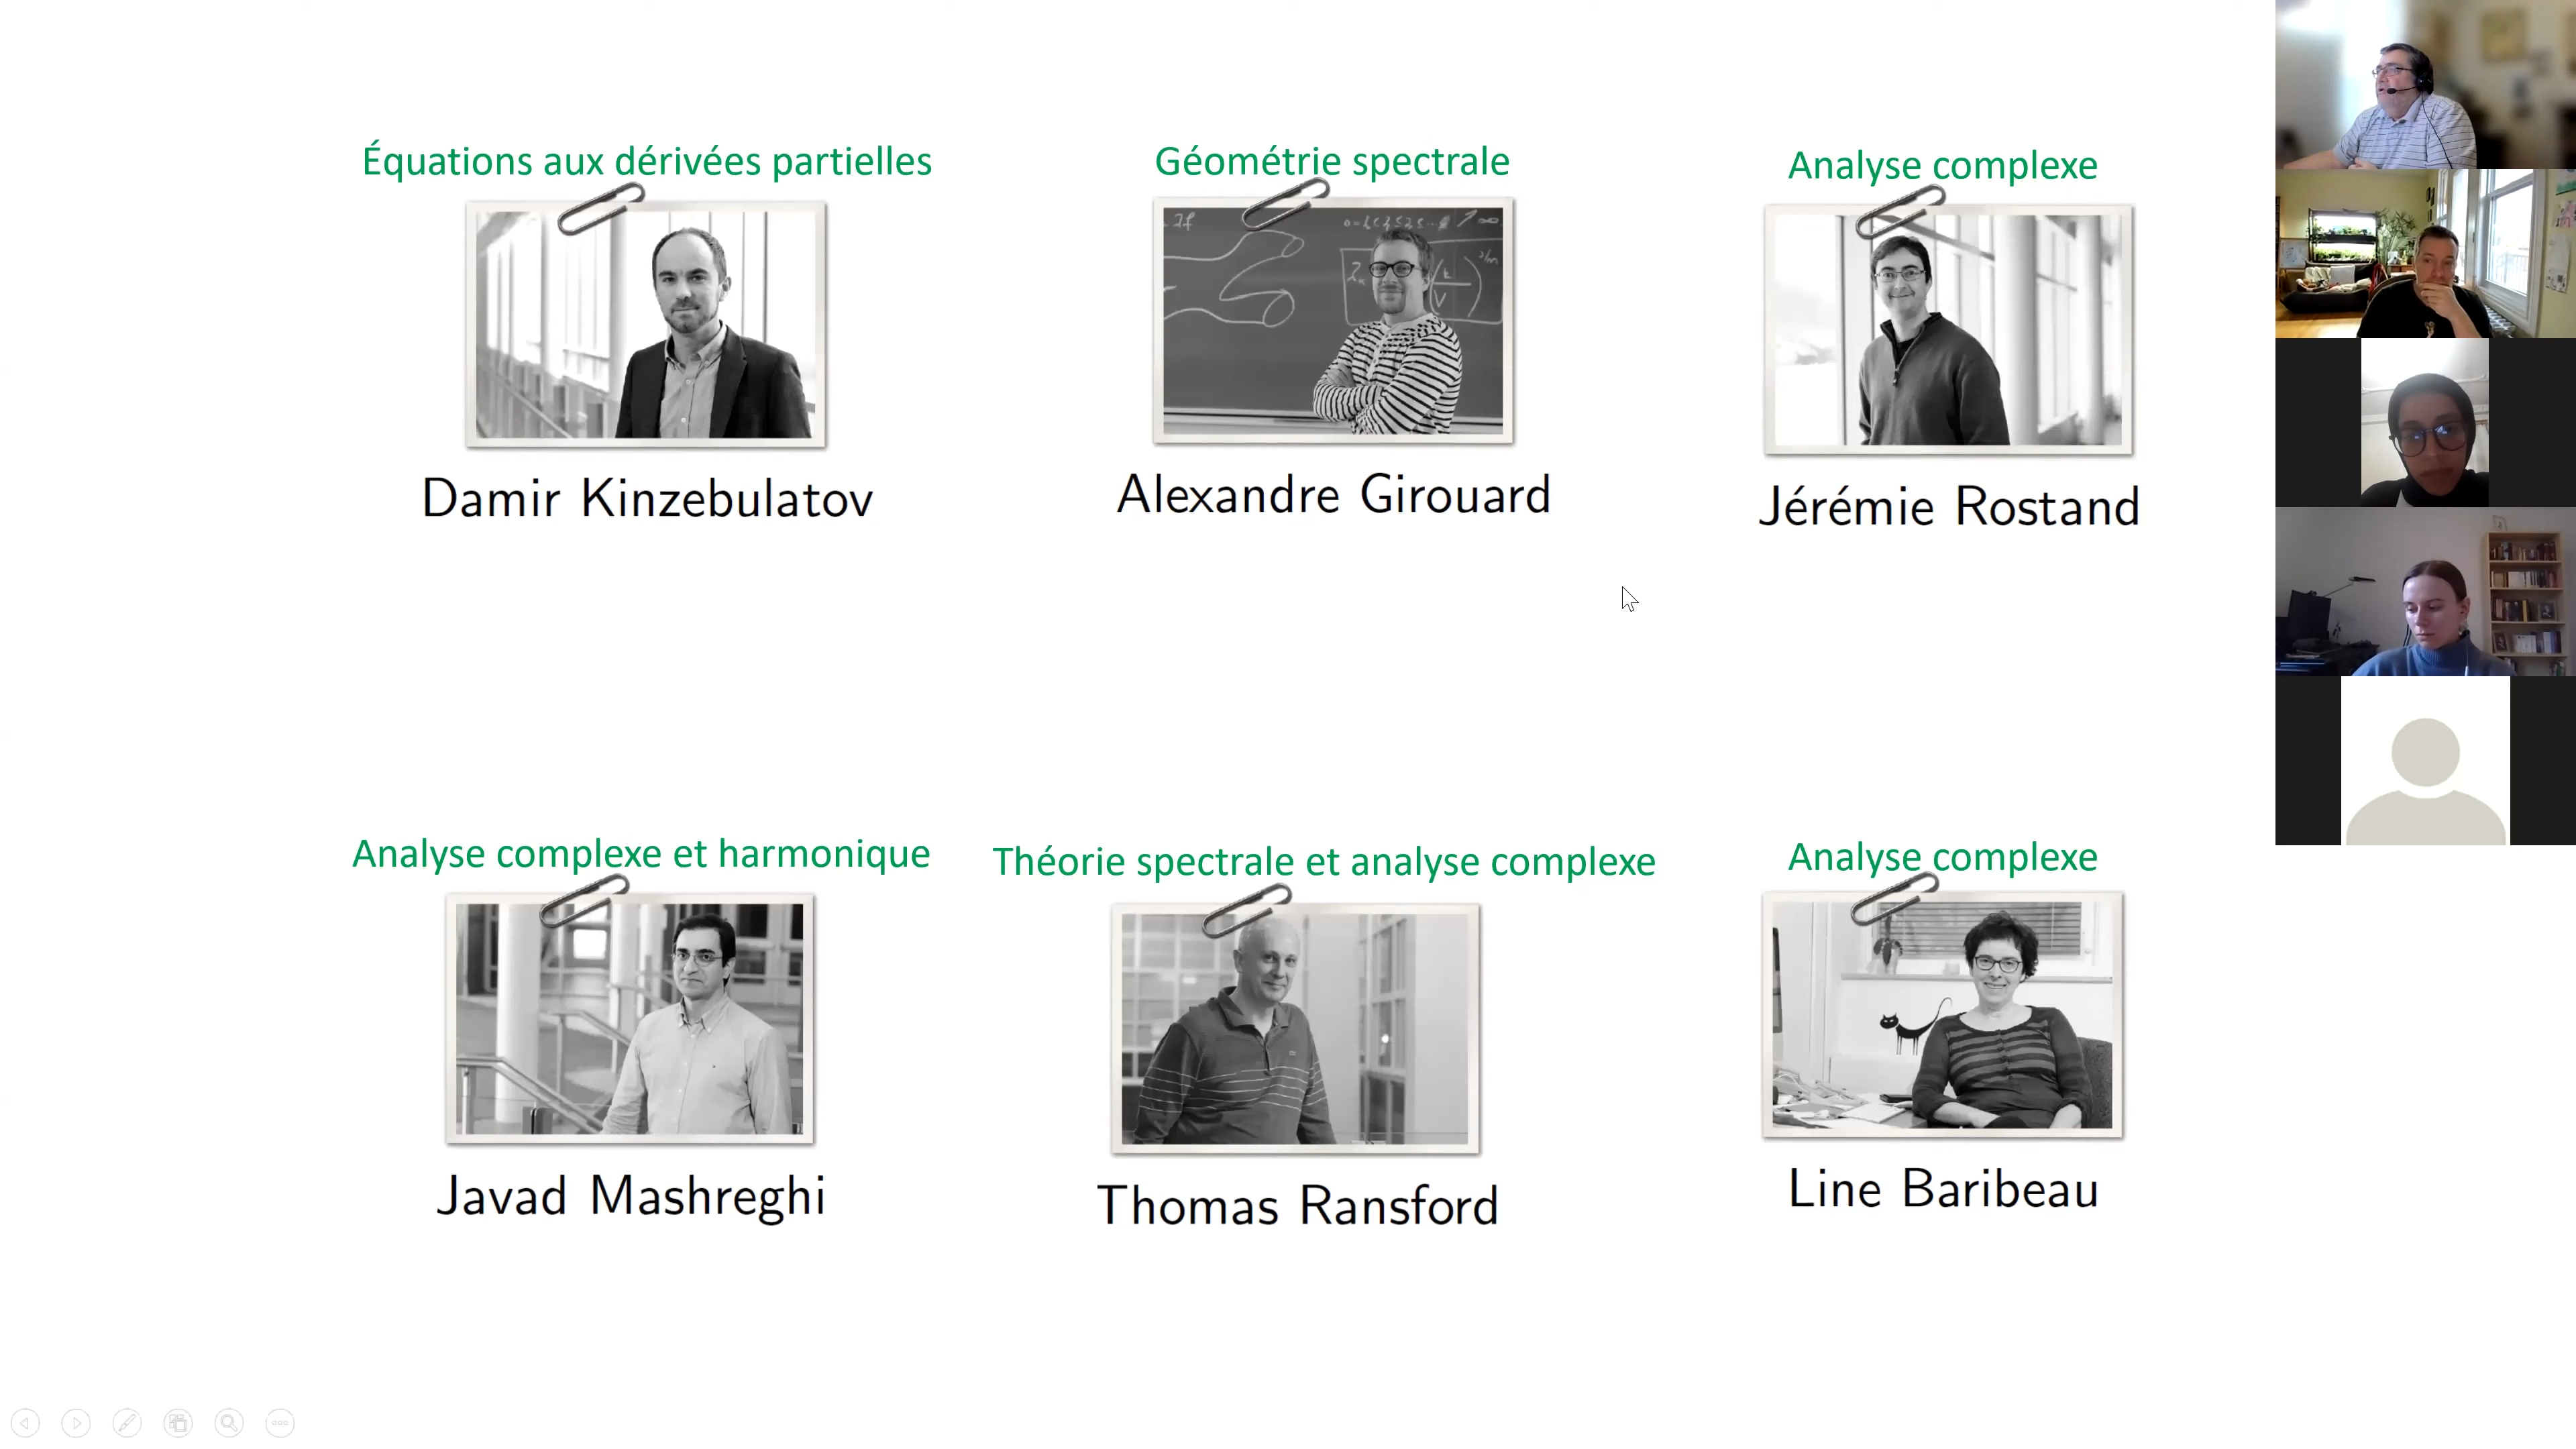 Équations aux dérivées partielles
Géométrie spectrale
Analyse complexe
Damir Kinzebulatov
Alexandre Girouard
Jérémie Rostand
Analyse complexe et harmonique
Théorie spectrale et analyse complexe
Analyse complexe
Javad Mashreghi
Thomas Ransford
Line Baribeau